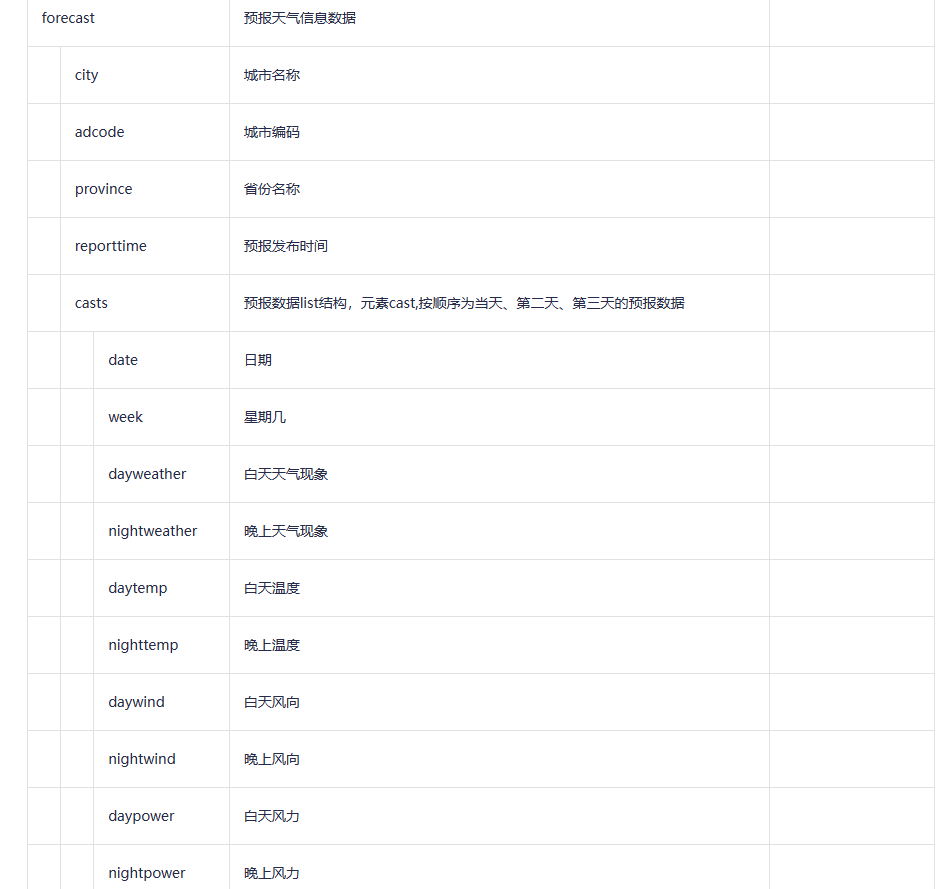 forecast 预报天气信息数据
city 城市名称
adcode 城市编码
province 省份名称
reporttime 预报发布时间
casts 预报数据list结构，元素cast,按顺序为当天、第二天、第三天的预报数据
date 日期
week 星期几
dayweather 白天天气现象
nightweather 晚上天气现象
daytemp 白天温度
nighttemp 晚上温度
daywind 白天风向
nightwind 晚上风向
daypower 白天风力
nightpower 晚上风力